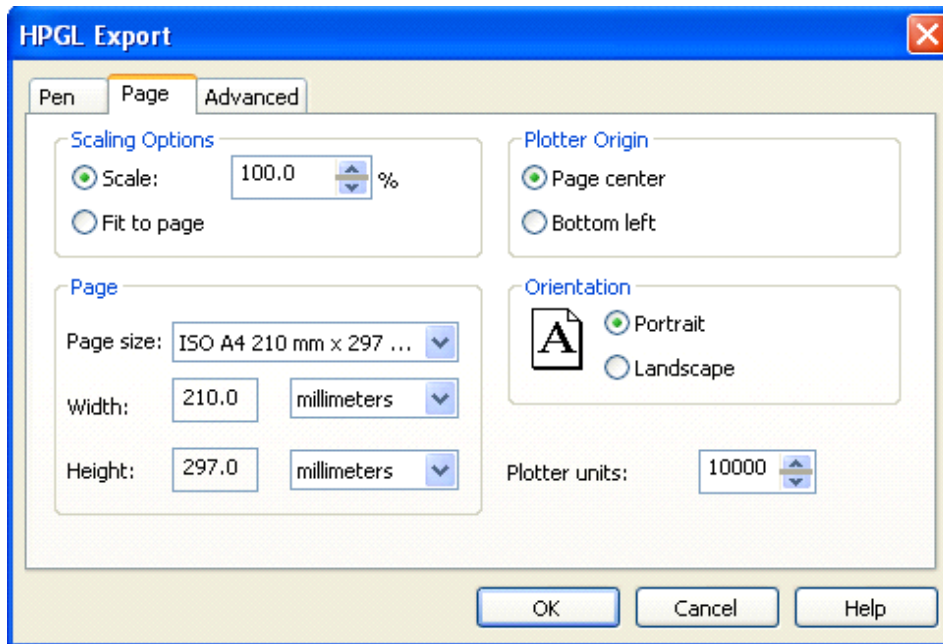 HPGL Export
Pen Page Advanced
Scaling Options
Scale: 100.0 %
Fit to page
Plotter Origin
Page center
Bottom left
Page
Page size: ISO A4 210 mm x 297 ...
Width: 210.0 millimeters
Height: 297.0 millimeters
Orientation
A
Portrait
Landscape
Plotter units: 10000
OK Cancel Help